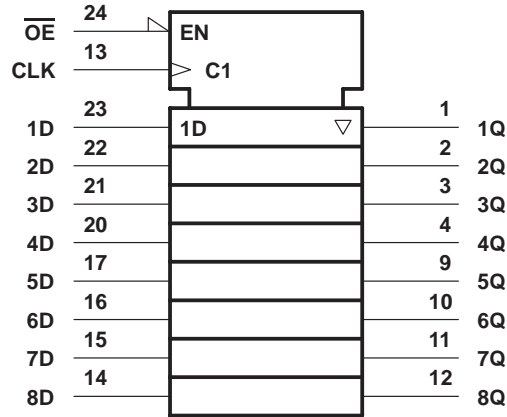 OE 24 EN
CLK 13 C1
1D 23 1D 1 1Q
2D 22 2 2Q
3D 21 3 3Q
4D 20 4 4Q
5D 17 9 5Q
6D 16 10 6Q
7D 15 11 7Q
8D 14 12 8Q